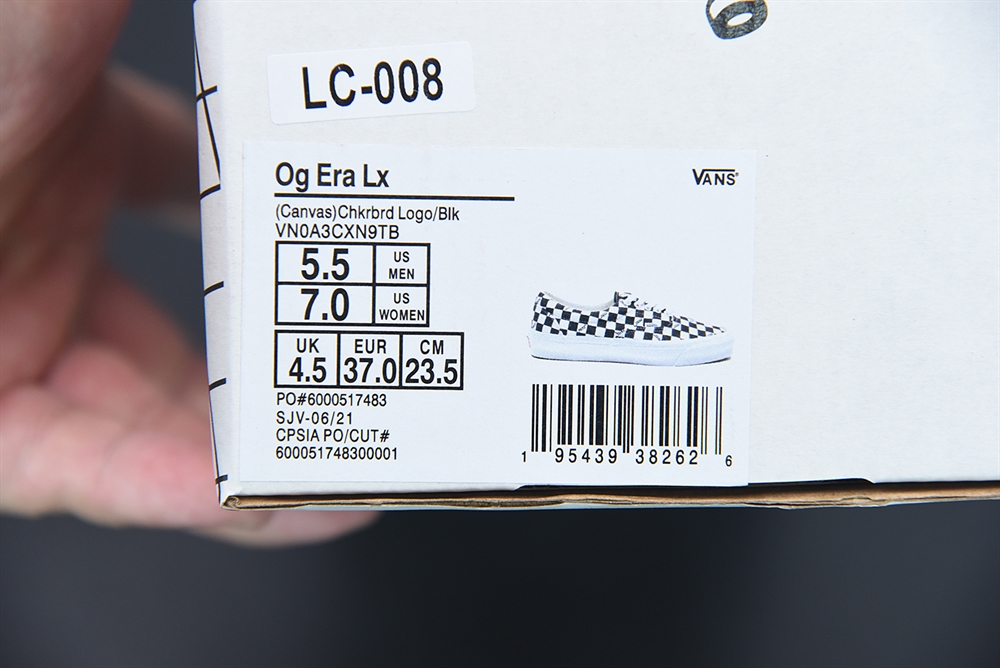 LC-008
Og Era Lx
VANS
(Canvas)Chkrbrd Logo/Blk
VN0A3CXN9TB
5.5 US MEN
7.0 US WOMEN
UK EUR CM
4.5 37.0 23.5
PO#6000517483
SJV-06/21
CPSIA PO/CUT#
600051748300001
1 95439 38262 6